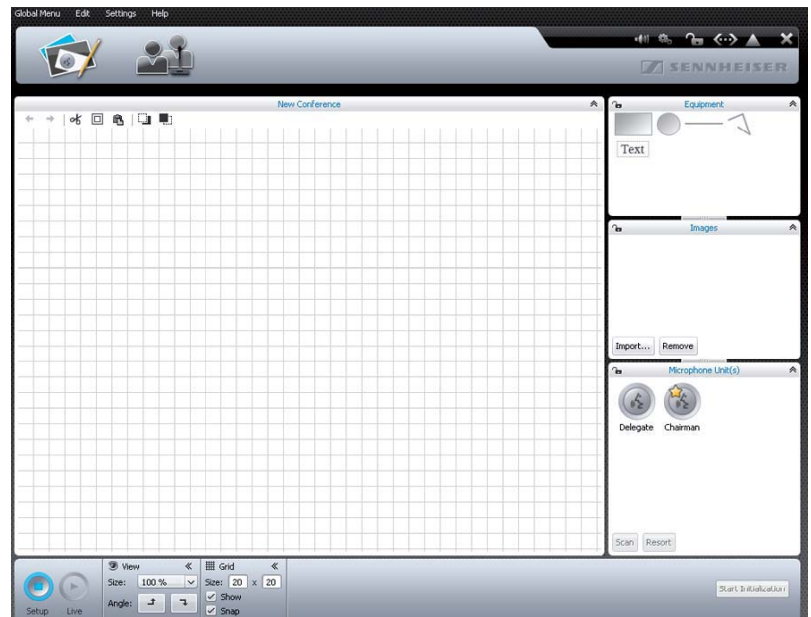 Global Menu Edit Settings Help
SENNHEISER
New Conference
Equipment
Text
Images
Import... Remove
Microphone Unit(s)
Delegate Chairman
Scan Resort
View
Size: 100 %
Angle:
Grid
Size: 20 x 20
Show
Snap
Setup Live
Start Initialization